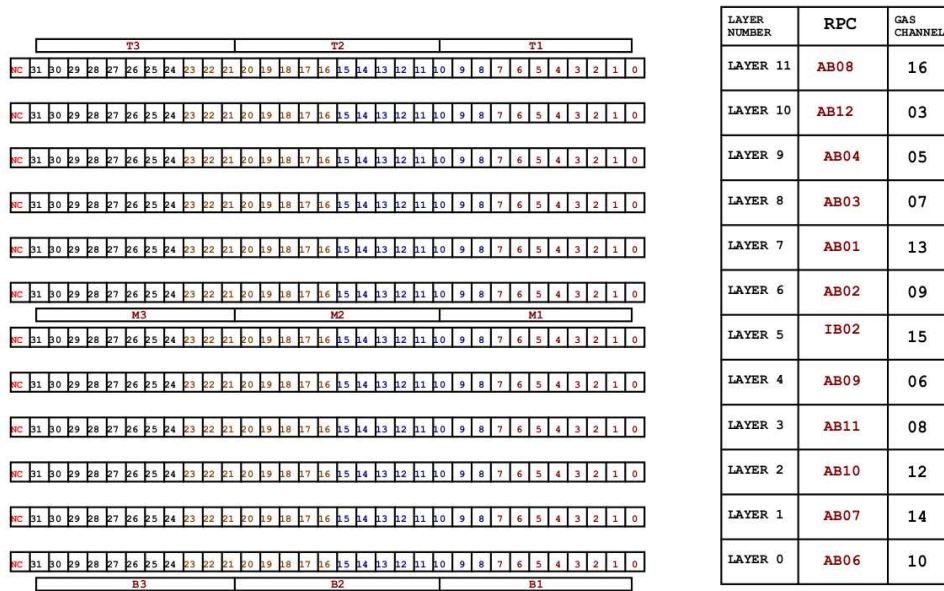 T3 T2 T1
NC 31 30 29 28 27 26 25 24 23 22 21 20 19 18 17 16 15 14 13 12 11 10 9 8 7 6 5 4 3 2 1 0
NC 31 30 29 28 27 26 25 24 23 22 21 20 19 18 17 16 15 14 13 12 11 10 9 8 7 6 5 4 3 2 1 0
NC 31 30 29 28 27 26 25 24 23 22 21 20 19 18 17 16 15 14 13 12 11 10 9 8 7 6 5 4 3 2 1 0
NC 31 30 29 28 27 26 25 24 23 22 21 20 19 18 17 16 15 14 13 12 11 10 9 8 7 6 5 4 3 2 1 0
NC 31 30 29 28 27 26 25 24 23 22 21 20 19 18 17 16 15 14 13 12 11 10 9 8 7 6 5 4 3 2 1 0
NC 31 30 29 28 27 26 25 24 23 22 21 20 19 18 17 16 15 14 13 12 11 10 9 8 7 6 5 4 3 2 1 0
M3 M2 M1
NC 31 30 29 28 27 26 25 24 23 22 21 20 19 18 17 16 15 14 13 12 11 10 9 8 7 6 5 4 3 2 1 0
NC 31 30 29 28 27 26 25 24 23 22 21 20 19 18 17 16 15 14 13 12 11 10 9 8 7 6 5 4 3 2 1 0
NC 31 30 29 28 27 26 25 24 23 22 21 20 19 18 17 16 15 14 13 12 11 10 9 8 7 6 5 4 3 2 1 0
NC 31 30 29 28 27 26 25 24 23 22 21 20 19 18 17 16 15 14 13 12 11 10 9 8 7 6 5 4 3 2 1 0
NC 31 30 29 28 27 26 25 24 23 22 21 20 19 18 17 16 15 14 13 12 11 10 9 8 7 6 5 4 3 2 1 0
NC 31 30 29 28 27 26 25 24 23 22 21 20 19 18 17 16 15 14 13 12 11 10 9 8 7 6 5 4 3 2 1 0
B3 B2 B1
LAYER NUMBER RPC GAS CHANNEL
LAYER 11 AB08 16
LAYER 10 AB12 03
LAYER 9 AB04 05
LAYER 8 AB03 07
LAYER 7 AB01 13
LAYER 6 AB02 09
LAYER 5 IB02 15
LAYER 4 AB09 06
LAYER 3 AB11 08
LAYER 2 AB10 12
LAYER 1 AB07 14
LAYER 0 AB06 10